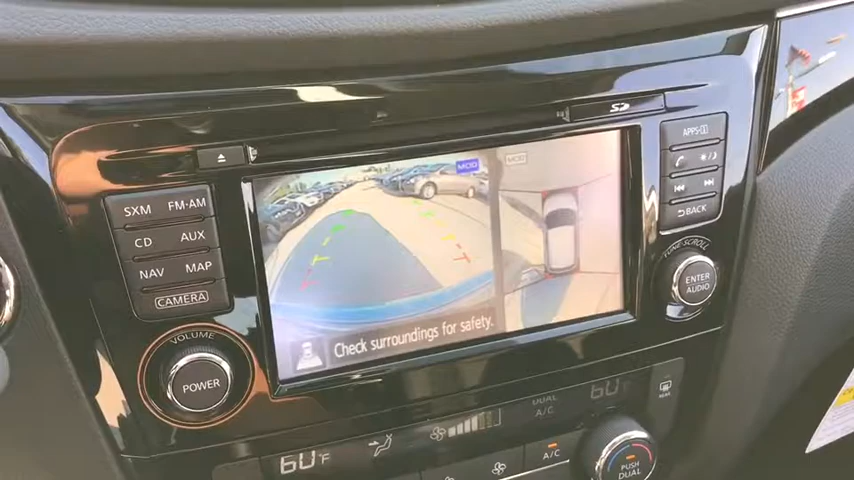 SD
APPS·i
MOD
MOD
SXM
FM·AM
CD
AUX
NAV
MAP
CAMERA
BACK
TUNE·SCROLL
ENTER
AUDIO
Check surroundings for safety.
VOLUME
POWER
DUAL
60
60°F
A/C
A/C
REAR
PUSH
DUAL